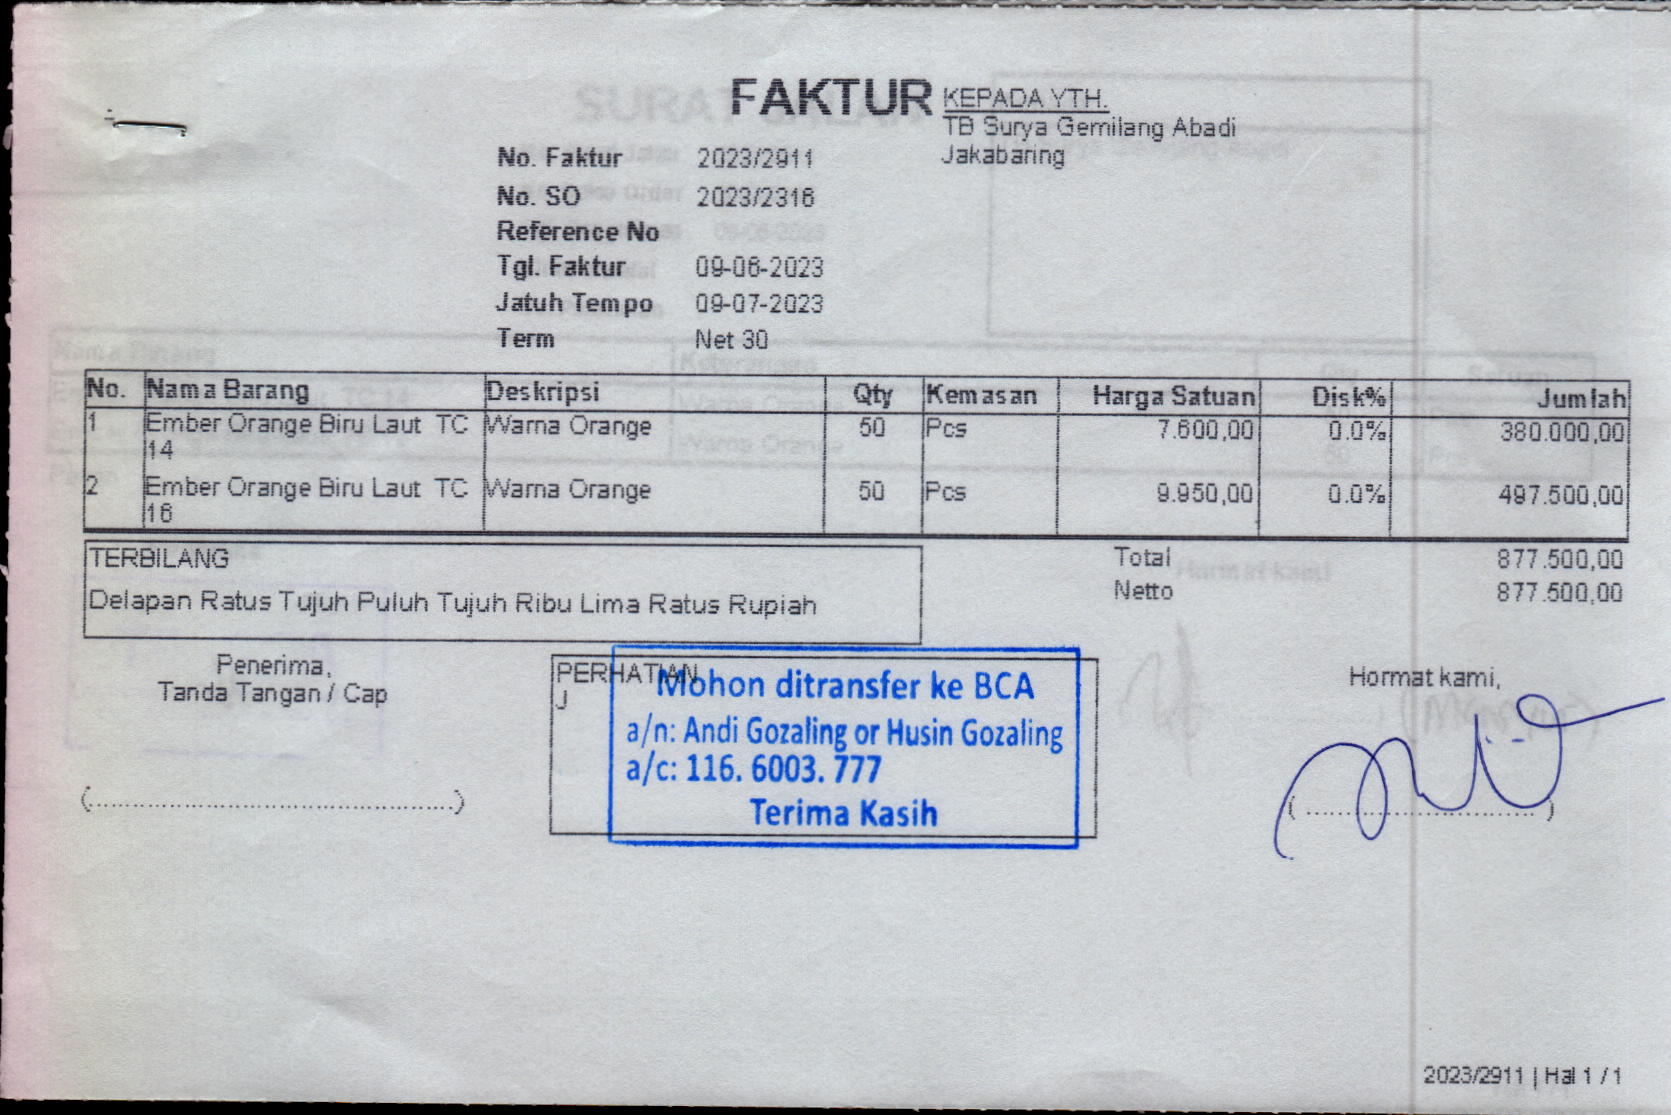 FAKTUR
KEPADA YTH.
TB Surya Gemilang Abadi
Jakabaring
No. Faktur 2023/2911
No. SO 2023/2316
Reference No
Tgl. Faktur 09-06-2023
Jatuh Tempo 09-07-2023
Term Net 30
No. Nama Barang Deskripsi Qty Kemasan Harga Satuan Disk% Jumlah
1 Ember Orange Biru Laut TC Warna Orange 50 Pcs 7.600,00 0.0% 380.000,00
14
2 Ember Orange Biru Laut TC Warna Orange 50 Pcs 9.950,00 0.0% 497.500,00
16
TERBILANG
Delapan Ratus Tujuh Puluh Tujuh Ribu Lima Ratus Rupiah
Total 877.500,00
Netto 877.500,00
Penerima,
Tanda Tangan / Cap
(............................................................)
PERHATIAN
J
Mohon ditransfer ke BCA
a/n: Andi Gozaling or Husin Gozaling
a/c: 116. 6003. 777
Terima Kasih
Hormat kami,
(......................................)
2023/2911 | Hal 1 / 1